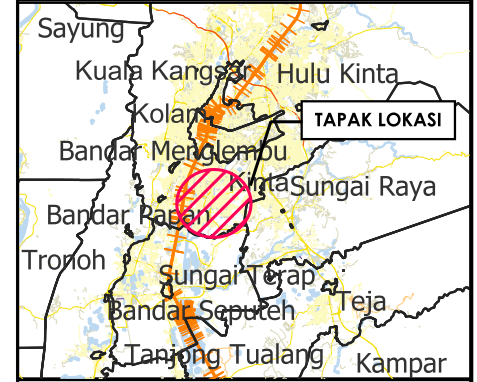 Sayung
Kuala Kangsar
Hulu Kinta
Kolam
TAPAK LOKASI
Bandar Menglembu
Kinta
Sungai Raya
Bandar Papan
Tronoh
Sungai Terap
Teja
Bandar Seputeh
Tanjong Tualang
Kampar